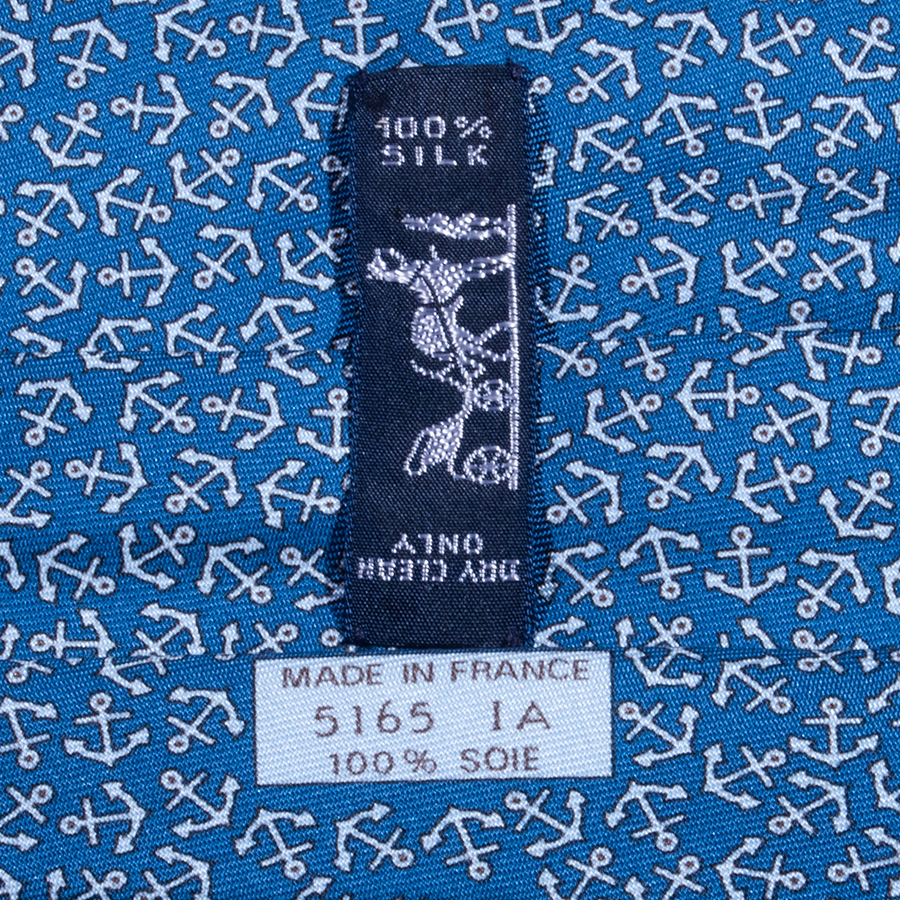 100%
SILK
DRY CLEAN
ONLY
MADE IN FRANCE
5165 IA
100% SOIE